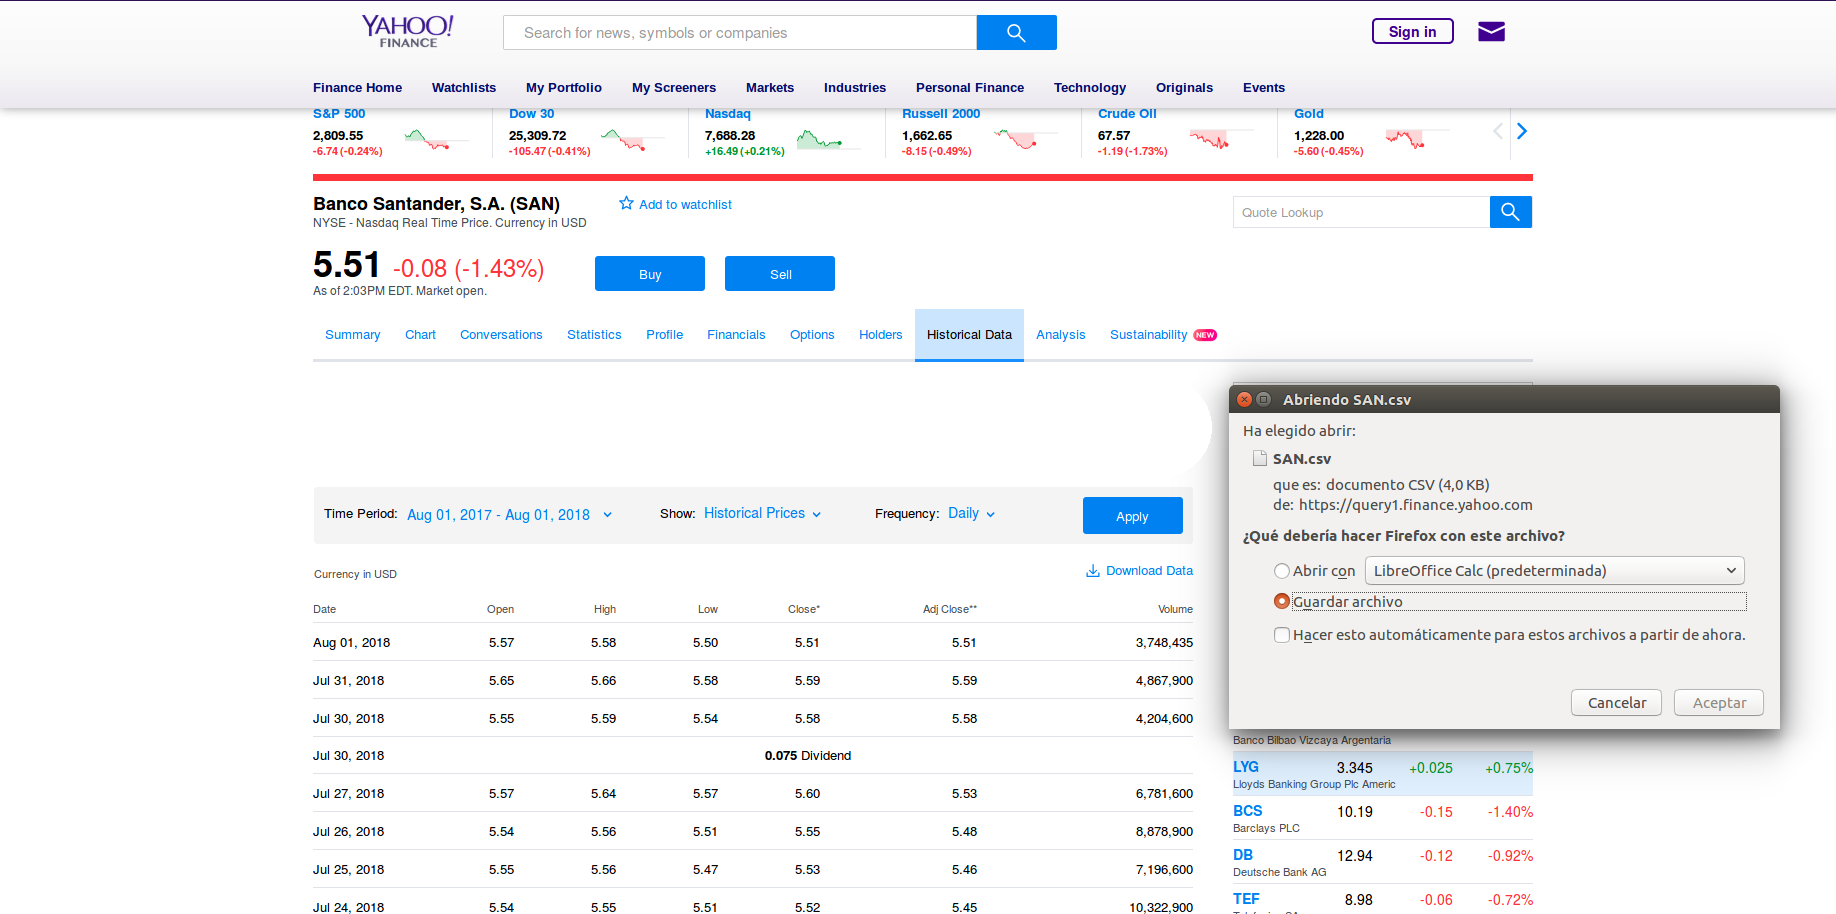 YAHOO!
FINANCE
Search for news, symbols or companies
Sign in
Finance Home Watchlists My Portfolio My Screeners Markets Industries Personal Finance Technology Originals Events
S&P 500 Dow 30 Nasdaq Russell 2000 Crude Oil Gold
2,809.55 25,309.72 7,688.28 1,662.65 67.57 1,228.00
-6.74 (-0.24%) -105.47 (-0.41%) +16.49 (+0.21%) -8.15 (-0.49%) -1.19 (-1.73%) -5.60 (-0.45%)
Banco Santander, S.A. (SAN) Add to watchlist
NYSE - Nasdaq Real Time Price. Currency in USD
Quote Lookup
5.51 -0.08 (-1.43%)
As of 2:03PM EDT. Market open.
Buy Sell
Summary Chart Conversations Statistics Profile Financials Options Holders Historical Data Analysis Sustainability NEW
Time Period: Aug 01, 2017 - Aug 01, 2018 Show: Historical Prices Frequency: Daily Apply
Currency in USD Download Data
Date Open High Low Close* Adj Close** Volume
Aug 01, 2018 5.57 5.58 5.50 5.51 5.51 3,748,435
Jul 31, 2018 5.65 5.66 5.58 5.59 5.59 4,867,900
Jul 30, 2018 5.55 5.59 5.54 5.58 5.58 4,204,600
Jul 30, 2018 0.075 Dividend
Jul 27, 2018 5.57 5.64 5.57 5.60 5.53 6,781,600
Jul 26, 2018 5.54 5.56 5.51 5.55 5.48 8,878,900
Jul 25, 2018 5.55 5.56 5.47 5.53 5.46 7,196,600
Jul 24, 2018 5.54 5.55 5.51 5.52 5.45 10,322,900
Abriendo SAN.csv
Ha elegido abrir:
SAN.csv
que es: documento CSV (4,0 KB)
de: https://query1.finance.yahoo.com
¿Qué debería hacer Firefox con este archivo?
Abrir con LibreOffice Calc (predeterminada)
Guardar archivo
Hacer esto automáticamente para estos archivos a partir de ahora.
Cancelar Aceptar
Banco Bilbao Vizcaya Argentaria
LYG 3.345 +0.025 +0.75%
Lloyds Banking Group Plc Americ
BCS 10.19 -0.15 -1.40%
Barclays PLC
DB 12.94 -0.12 -0.92%
Deutsche Bank AG
TEF 8.98 -0.06 -0.72%